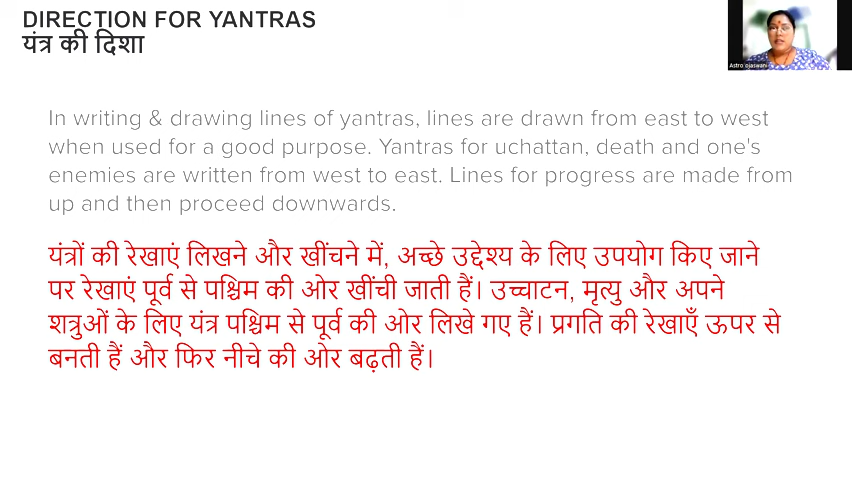 DIRECTION FOR YANTRAS
यंत्र की दिशा
Astro ojaswani
In writing & drawing lines of yantras, lines are drawn from east to west
when used for a good purpose. Yantras for uchattan, death and one's
enemies are written from west to east. Lines for progress are made from
up and then proceed downwards.
यंत्रों की रेखाएं लिखने और खींचने में, अच्छे उद्देश्य के लिए उपयोग किए जाने
पर रेखाएं पूर्व से पश्चिम की ओर खींची जाती हैं। उच्चाटन, मृत्यु और अपने
शत्रुओं के लिए यंत्र पश्चिम से पूर्व की ओर लिखे गए हैं। प्रगति की रेखाएँ ऊपर से
बनती हैं और फिर नीचे की ओर बढ़ती हैं।